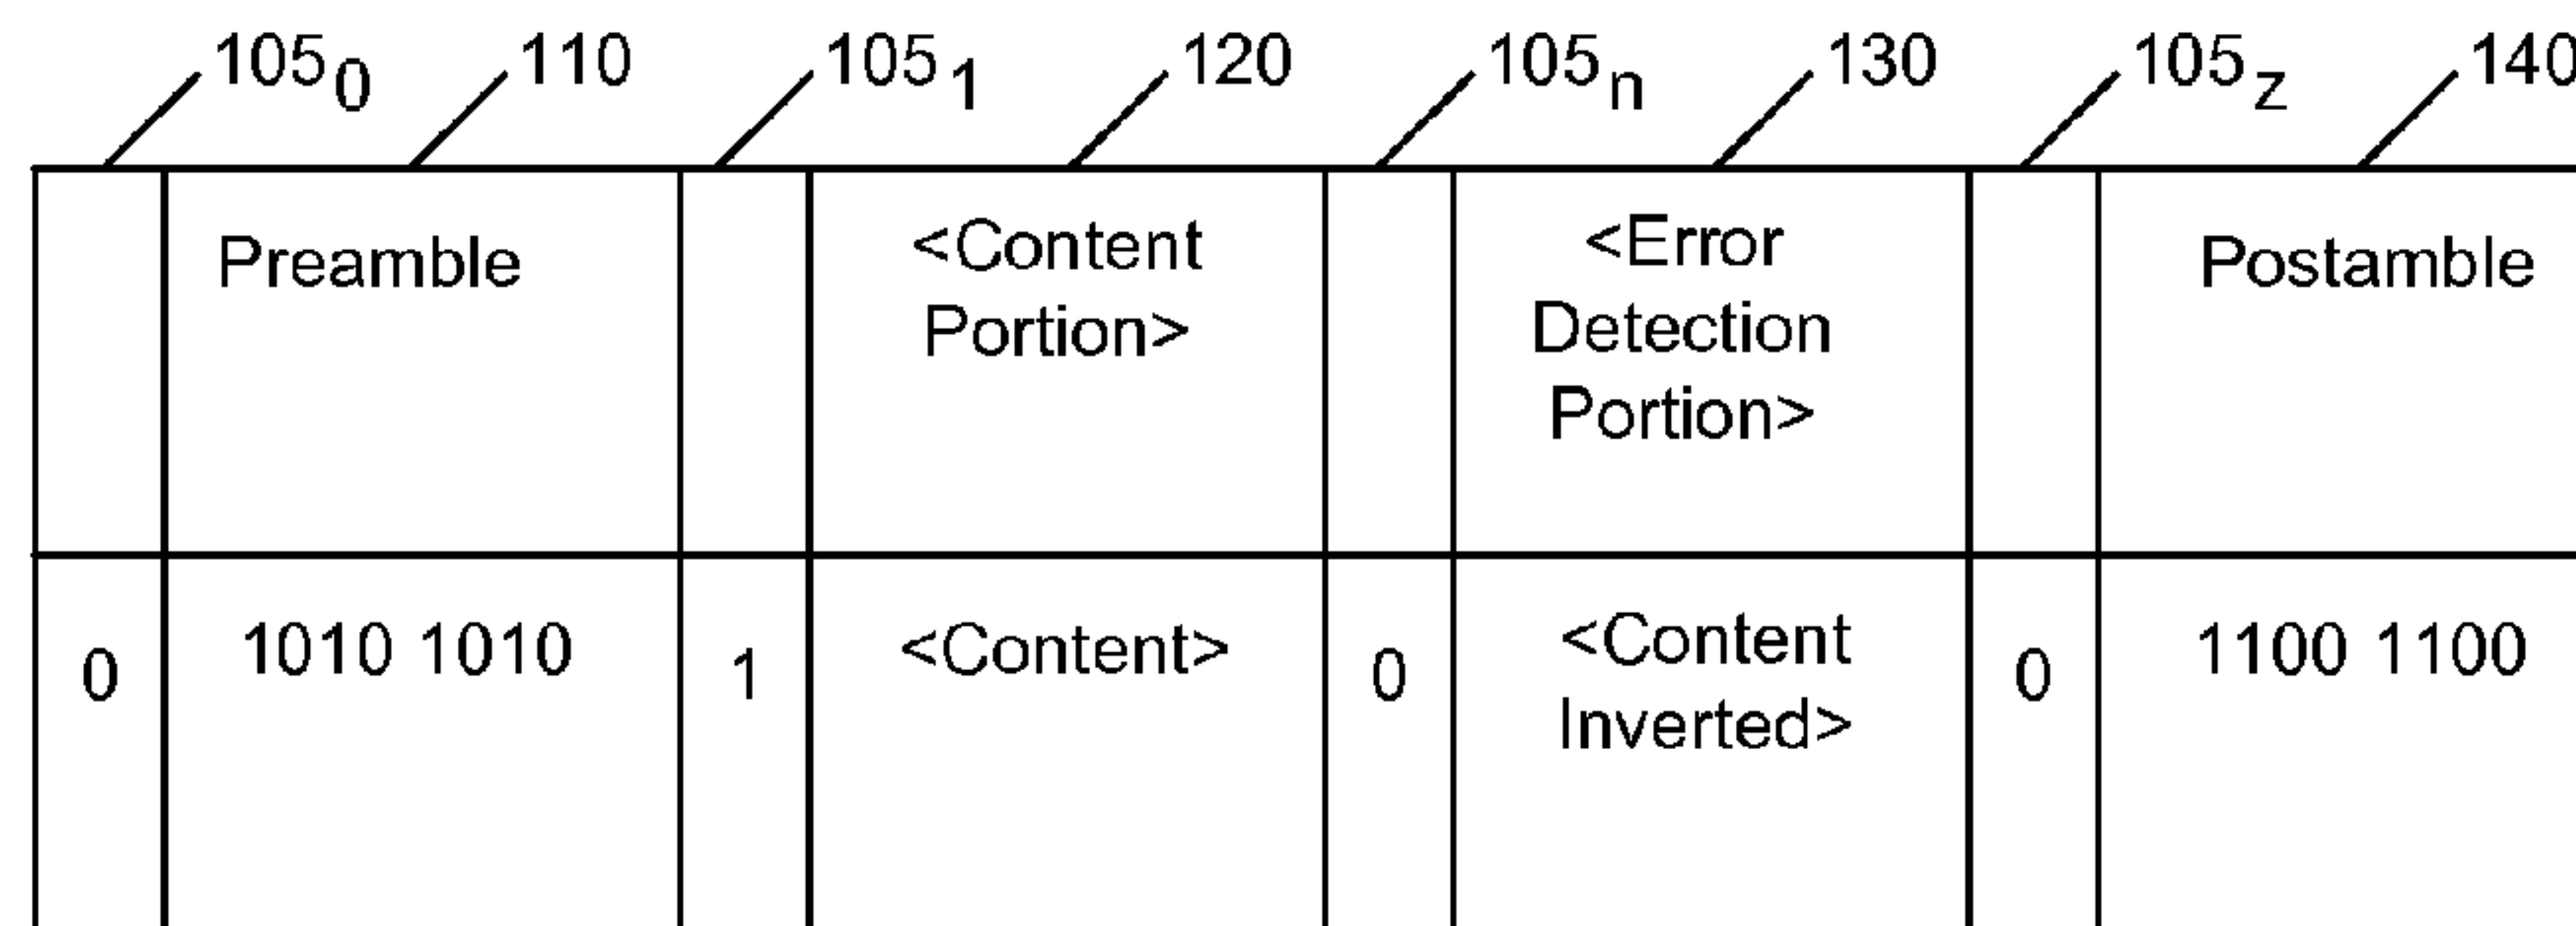 105₀ 110 105₁ 120 105ₙ 130 105z 140
Preamble
<Content
Portion>
<Error
Detection
Portion>
Postamble
0
1010 1010
1
<Content>
0
<Content
Inverted>
0
1100 1100